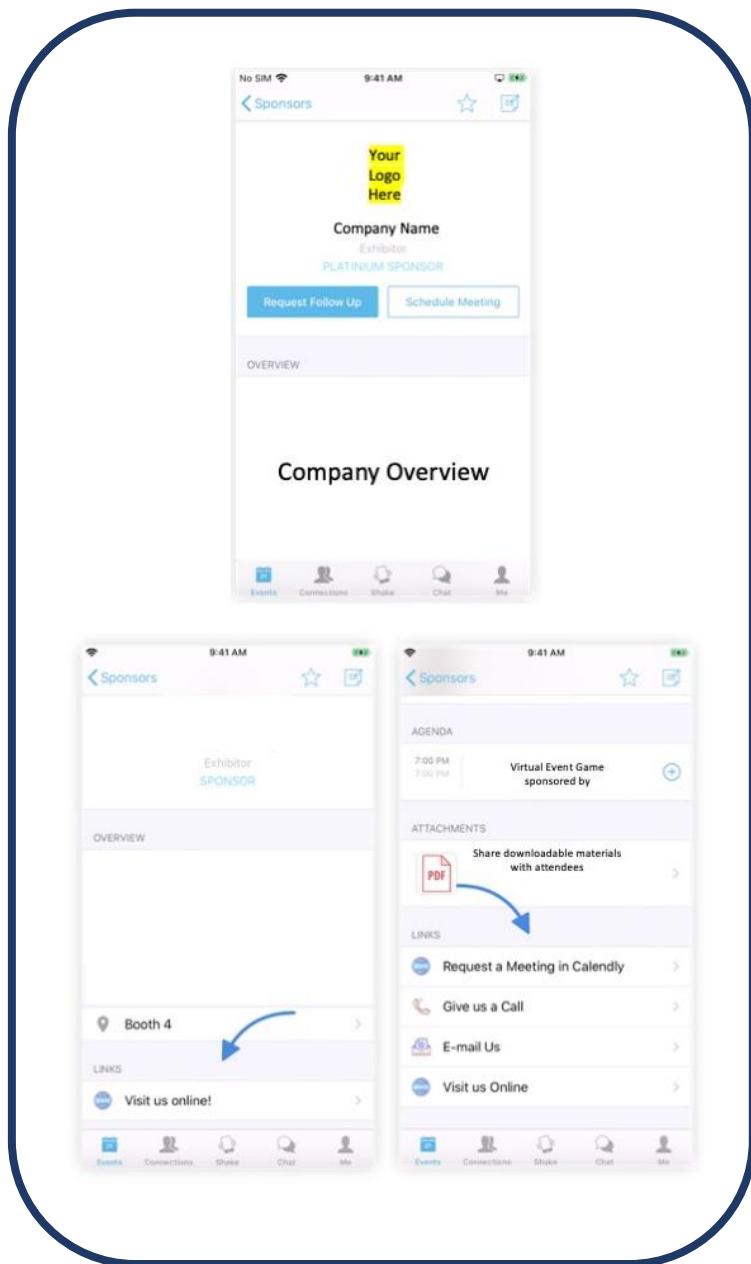 No SIM 9:41 AM
Sponsors
Your
Logo
Here
Company Name
Exhibitor
PLATINIUM SPONSOR
Request Follow Up Schedule Meeting
OVERVIEW
Company Overview
Events Connections Shake Chat Me
9:41 AM
Sponsors
Exhibitor
SPONSOR
OVERVIEW
Booth 4
LINKS
Visit us online!
Events Connections Shake Chat Me
9:41 AM
Sponsors
AGENDA
7:00 PM
7:00 PM
Virtual Event Game
sponsored by
ATTACHMENTS
PDF
Share downloadable materials
with attendees
LINKS
Request a Meeting in Calendly
Give us a Call
E-mail Us
Visit us Online
Events Connections Shake Chat Me